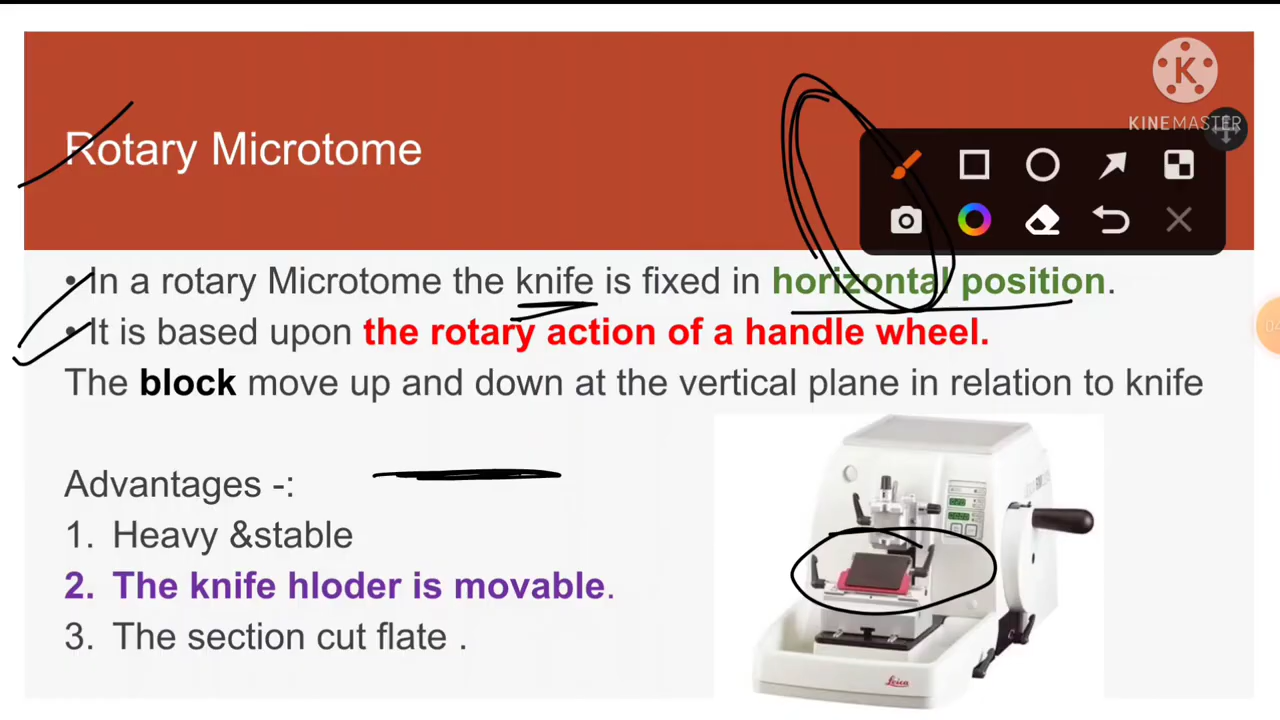 KINEMASTER
Rotary Microtome
• In a rotary Microtome the knife is fixed in horizontal position.
• It is based upon the rotary action of a handle wheel.
The block move up and down at the vertical plane in relation to knife
Advantages -:
1. Heavy &stable
2. The knife hloder is movable.
3. The section cut flate .
Leica